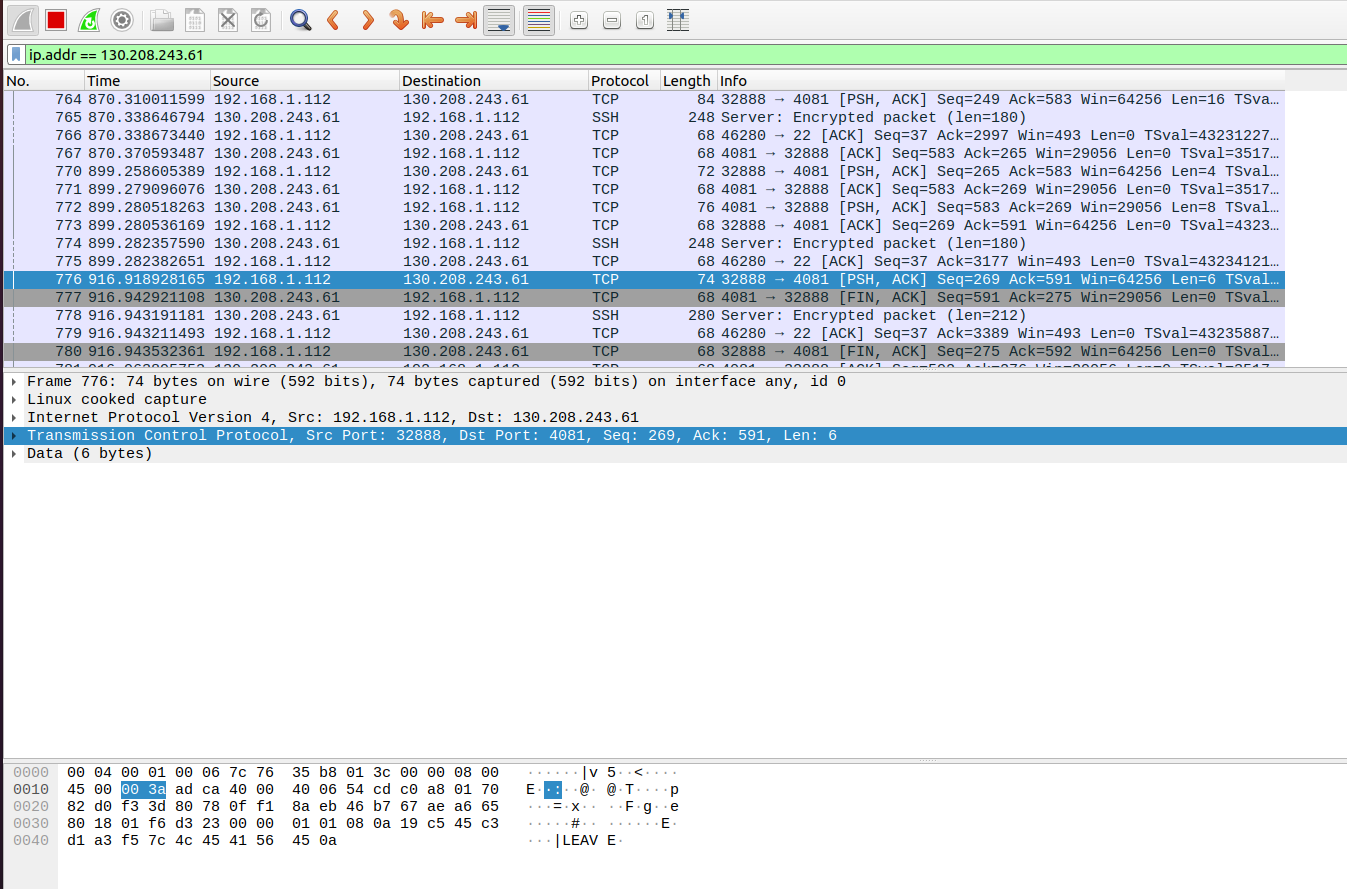 ip.addr == 130.208.243.61
No. Time Source Destination Protocol Length Info
764 870.310011599 192.168.1.112 130.208.243.61 TCP 84 32888 → 4081 [PSH, ACK] Seq=249 Ack=583 Win=64256 Len=16 TSva…
765 870.338646794 130.208.243.61 192.168.1.112 SSH 248 Server: Encrypted packet (len=180)
766 870.338673440 192.168.1.112 130.208.243.61 TCP 68 46280 → 22 [ACK] Seq=37 Ack=2997 Win=493 Len=0 TSval=43231227…
767 870.370593487 130.208.243.61 192.168.1.112 TCP 68 4081 → 32888 [ACK] Seq=583 Ack=265 Win=29056 Len=0 TSval=3517…
770 899.258605389 192.168.1.112 130.208.243.61 TCP 72 32888 → 4081 [PSH, ACK] Seq=265 Ack=583 Win=64256 Len=4 TSval…
771 899.279096076 130.208.243.61 192.168.1.112 TCP 68 4081 → 32888 [ACK] Seq=583 Ack=269 Win=29056 Len=0 TSval=3517…
772 899.280518263 130.208.243.61 192.168.1.112 TCP 76 4081 → 32888 [PSH, ACK] Seq=583 Ack=269 Win=29056 Len=8 TSval…
773 899.280536169 192.168.1.112 130.208.243.61 TCP 68 32888 → 4081 [ACK] Seq=269 Ack=591 Win=64256 Len=0 TSval=4323…
774 899.282357590 130.208.243.61 192.168.1.112 SSH 248 Server: Encrypted packet (len=180)
775 899.282382651 192.168.1.112 130.208.243.61 TCP 68 46280 → 22 [ACK] Seq=37 Ack=3177 Win=493 Len=0 TSval=43234121…
776 916.918928165 192.168.1.112 130.208.243.61 TCP 74 32888 → 4081 [PSH, ACK] Seq=269 Ack=591 Win=64256 Len=6 TSval…
777 916.942921108 130.208.243.61 192.168.1.112 TCP 68 4081 → 32888 [FIN, ACK] Seq=591 Ack=275 Win=29056 Len=0 TSval…
778 916.943191181 130.208.243.61 192.168.1.112 SSH 280 Server: Encrypted packet (len=212)
779 916.943211493 192.168.1.112 130.208.243.61 TCP 68 46280 → 22 [ACK] Seq=37 Ack=3389 Win=493 Len=0 TSval=43235887…
780 916.943532361 192.168.1.112 130.208.243.61 TCP 68 32888 → 4081 [FIN, ACK] Seq=275 Ack=592 Win=64256 Len=0 TSval…
Frame 776: 74 bytes on wire (592 bits), 74 bytes captured (592 bits) on interface any, id 0
Linux cooked capture
Internet Protocol Version 4, Src: 192.168.1.112, Dst: 130.208.243.61
Transmission Control Protocol, Src Port: 32888, Dst Port: 4081, Seq: 269, Ack: 591, Len: 6
Data (6 bytes)
0000 00 04 00 01 00 06 7c 76 35 b8 01 3c 00 00 08 00 ······|v 5··<····
0010 45 00 00 3a ad ca 40 00 40 06 54 cd c0 a8 01 70 E··:··@· @·T····p
0020 82 d0 f3 3d 80 78 0f f1 8a eb 46 b7 67 ae a6 65 ···=·x·· ··F·g··e
0030 80 18 01 f6 d3 23 00 00 01 01 08 0a 19 c5 45 c3 ·····#·· ······E·
0040 d1 a3 f5 7c 4c 45 41 56 45 0a ···|LEAV E·